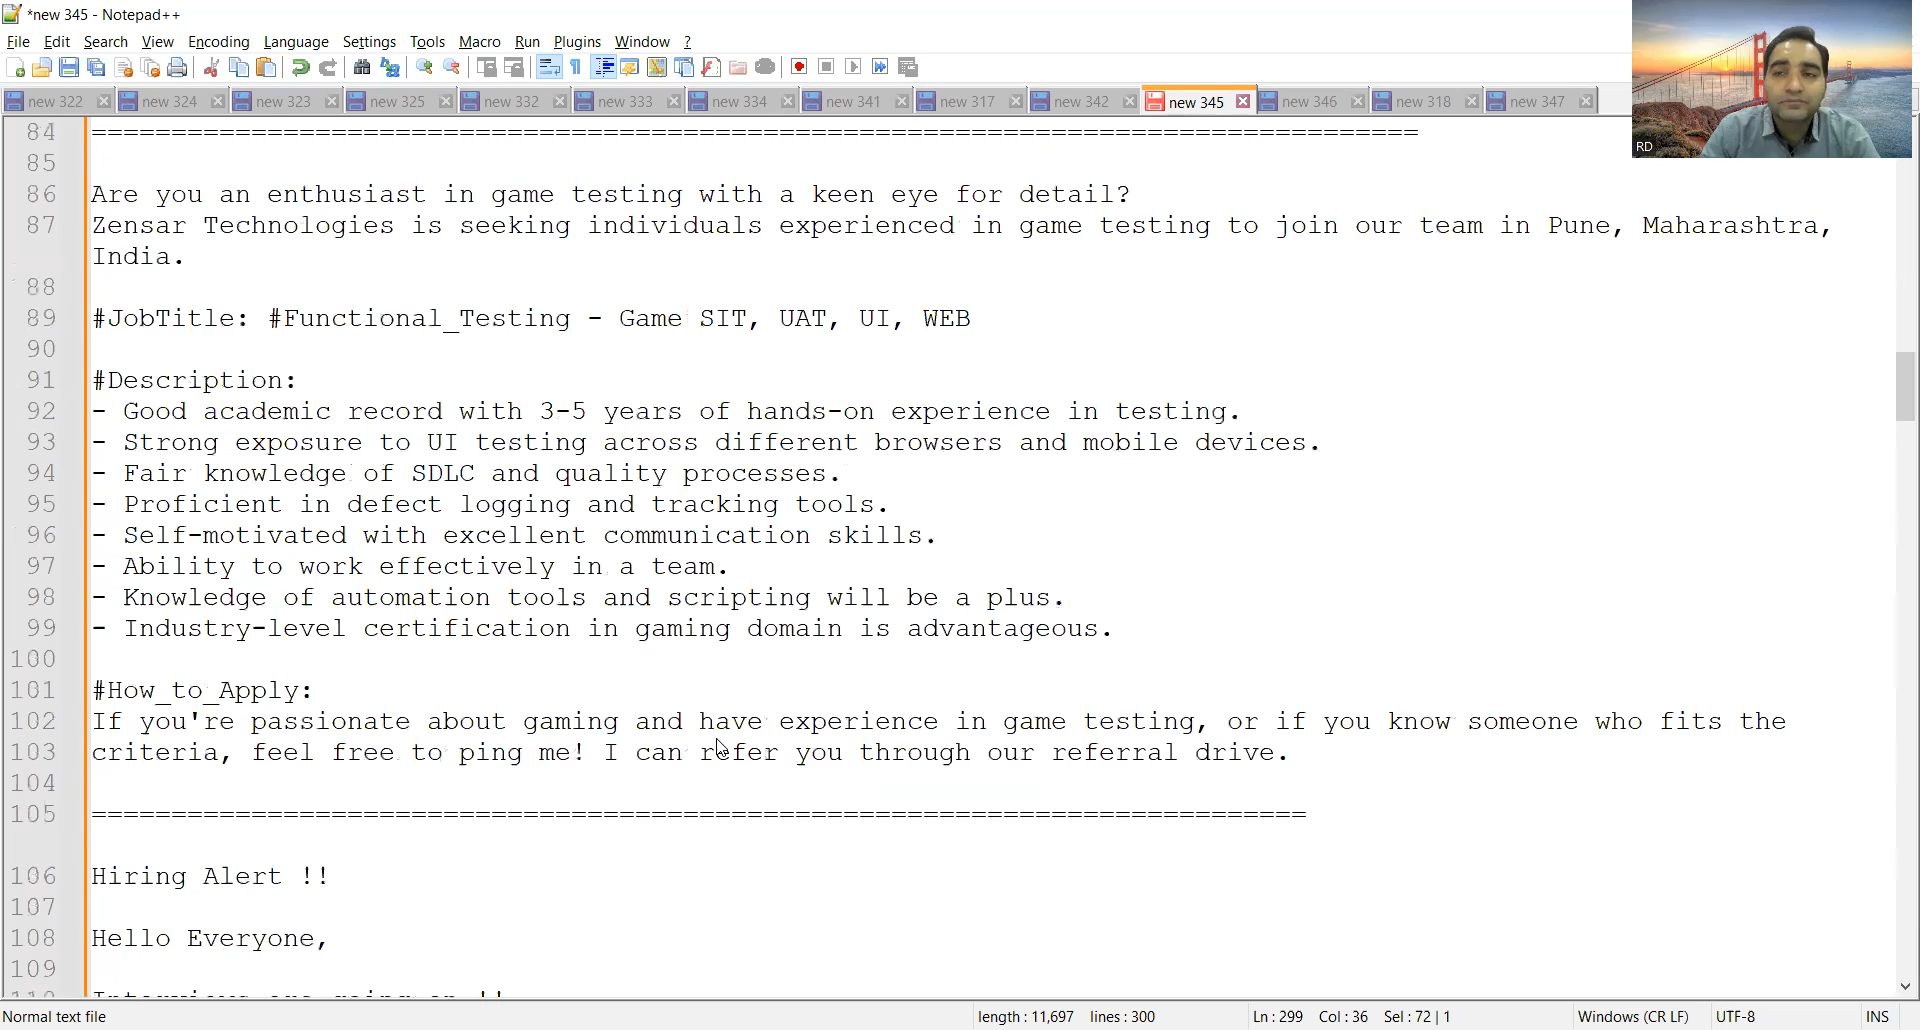 *new 345 - Notepad++
File Edit Search View Encoding Language Settings Tools Macro Run Plugins Window ?
new 322 new 324 new 323 new 325 new 332 new 333 new 334 new 341 new 317 new 342 new 345 new 346 new 318 new 347
RD
84 ===================================================================================
85
86 Are you an enthusiast in game testing with a keen eye for detail?
87 Zensar Technologies is seeking individuals experienced in game testing to join our team in Pune, Maharashtra,
India.
88
89 #JobTitle: #Functional_Testing - Game SIT, UAT, UI, WEB
90
91 #Description:
92 - Good academic record with 3-5 years of hands-on experience in testing.
93 - Strong exposure to UI testing across different browsers and mobile devices.
94 - Fair knowledge of SDLC and quality processes.
95 - Proficient in defect logging and tracking tools.
96 - Self-motivated with excellent communication skills.
97 - Ability to work effectively in a team.
98 - Knowledge of automation tools and scripting will be a plus.
99 - Industry-level certification in gaming domain is advantageous.
100
101 #How_to_Apply:
102 If you're passionate about gaming and have experience in game testing, or if you know someone who fits the
103 criteria, feel free to ping me! I can refer you through our referral drive.
104
105 ============================================================================
106 Hiring Alert !!
107
108 Hello Everyone,
109
110 Interviews are going on !!
Normal text file length : 11,697 lines : 300 Ln : 299 Col : 36 Sel : 72 | 1 Windows (CR LF) UTF-8 INS